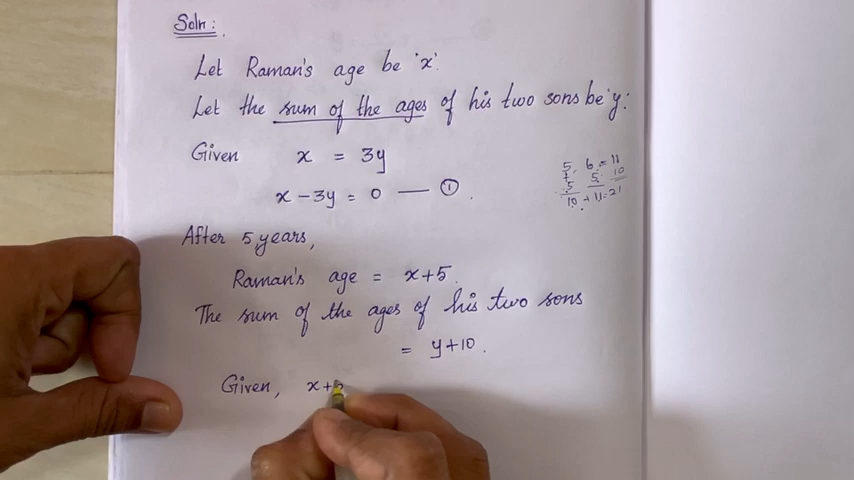 Soln:
Let Raman's age be 'x'.
Let the sum of the ages of his two sons be 'y'.
Given x = 3y
x - 3y = 0 — ①.
5, 6 = 11
5 5 10
10 + 11 = 21
After 5 years,
Raman's age = x+5.
The sum of the ages of his two sons
= y+10.
Given, x+